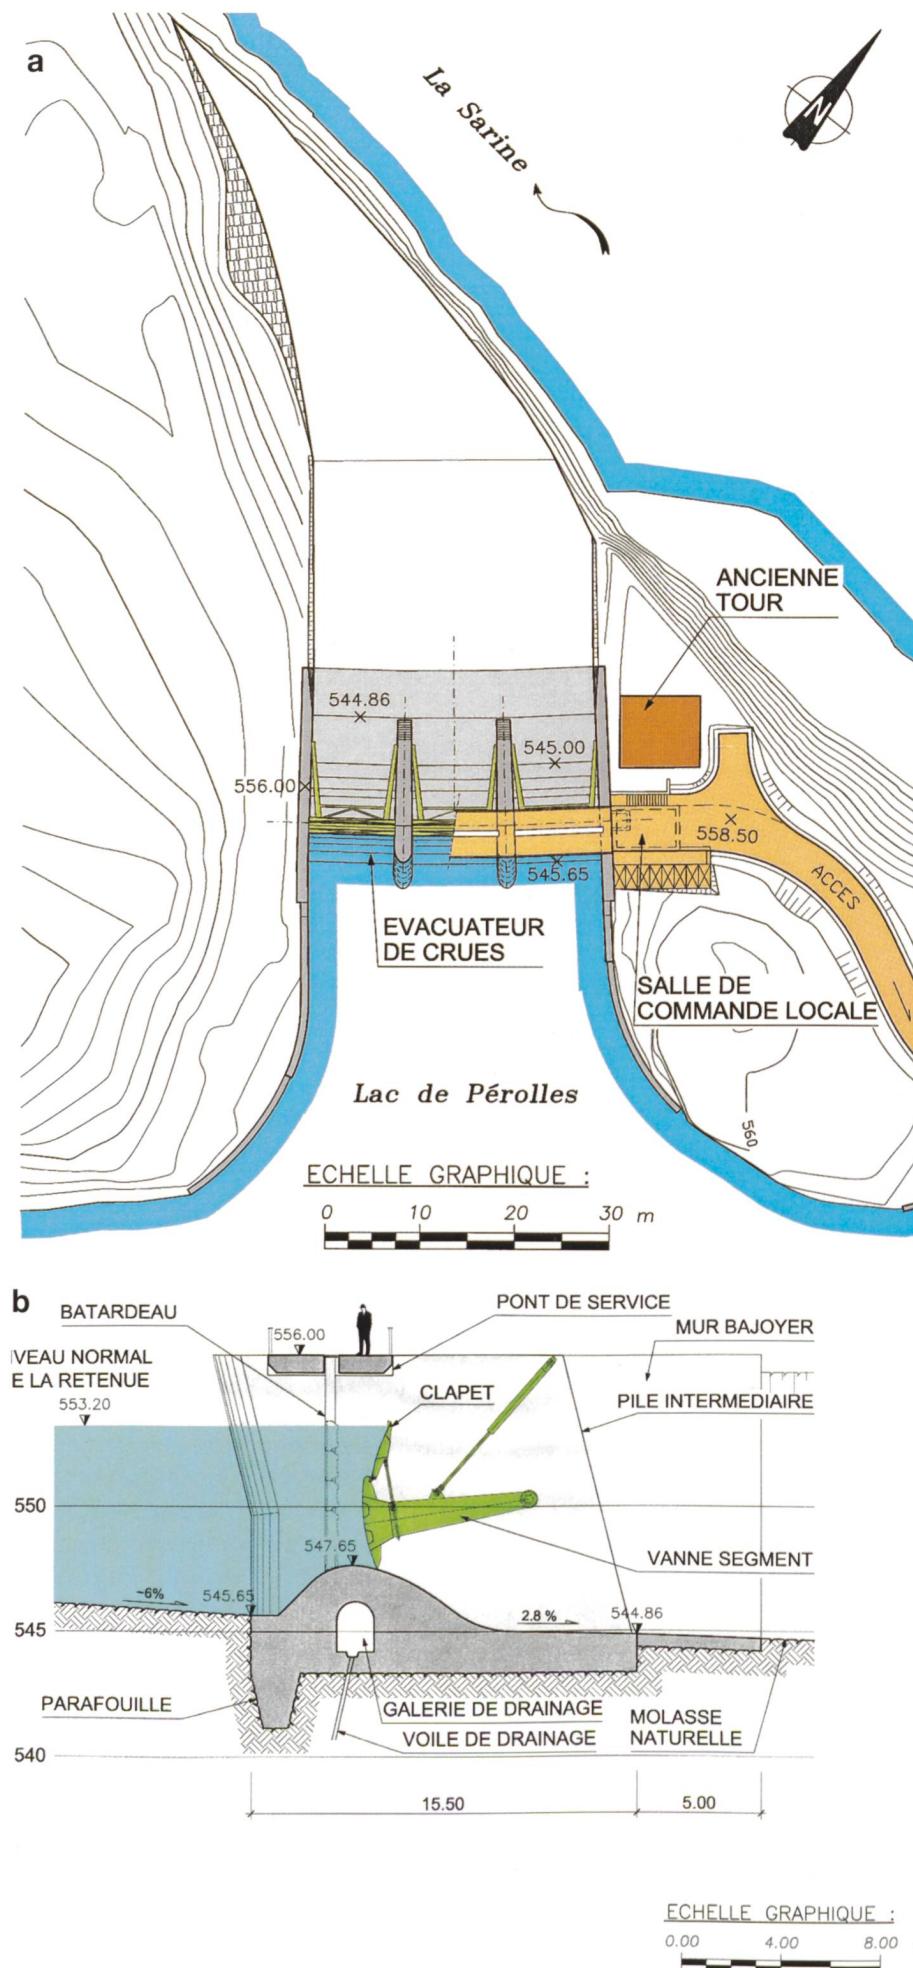 a
La Sarine
N
ANCIENNE
TOUR
544.86
545.00
556.00
558.50
545.65
ACCES
EVACUATEUR
DE CRUES
SALLE DE
COMMANDE LOCALE
Lac de Pérolles
560
ECHELLE GRAPHIQUE :
0 10 20 30 m
b
BATARDEAU
PONT DE SERVICE
556.00
MUR BAJOYER
IVEAU NORMAL
E LA RETENUE
CLAPET
PILE INTERMEDIAIRE
553.20
550
547.65
VANNE SEGMENT
~6%
545.65
2.8 %
544.86
545
PARAFOUILLE
GALERIE DE DRAINAGE
MOLASSE
NATURELLE
VOILE DE DRAINAGE
540
15.50
5.00
ECHELLE GRAPHIQUE :
0.00 4.00 8.00